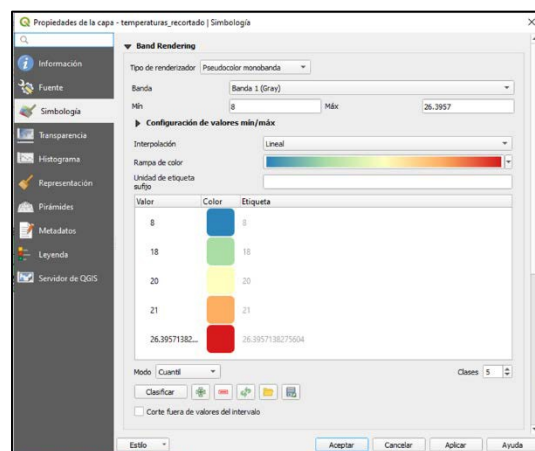 Propiedades de la capa - temperaturas_recortado | Simbología
Información
Fuente
Simbología
Transparencia
Histograma
Representación
Pirámides
Metadatos
Leyenda
Servidor de QGIS
Band Rendering
Tipo de renderizador Pseudocolor monobanda
Banda Banda 1 (Gray)
Mín 8 Máx 26.3957
Configuración de valores mín/máx
Interpolación Lineal
Rampa de color
Unidad de etiqueta
sufijo
Valor Color Etiqueta
8 8
18 18
20 20
21 21
26.39571382... 26.3957138275604
Modo Cuantil Clases 5
Clasificar
Corte fuera de valores del intervalo
Estilo Aceptar Cancelar Aplicar Ayuda